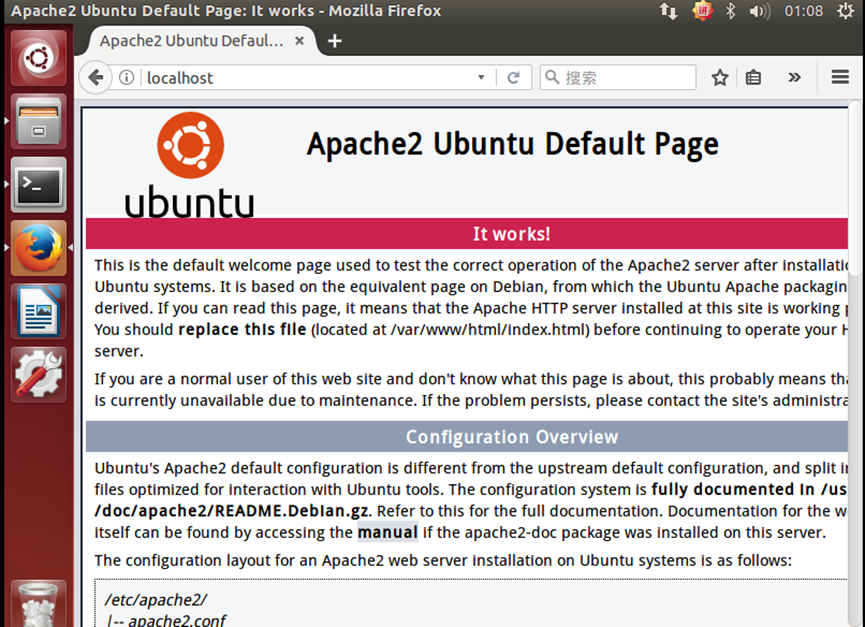 Apache2 Ubuntu Default Page: It works - Mozilla Firefox
拼
01:08
Apache2 Ubuntu Defaul...
localhost
搜索
ubuntu
Apache2 Ubuntu Default Page
It works!
This is the default welcome page used to test the correct operation of the Apache2 server after installati
Ubuntu systems. It is based on the equivalent page on Debian, from which the Ubuntu Apache packaging
derived. If you can read this page, it means that the Apache HTTP server installed at this site is working p
You should replace this file (located at /var/www/html/index.html) before continuing to operate your H
server.
If you are a normal user of this web site and don't know what this page is about, this probably means tha
is currently unavailable due to maintenance. If the problem persists, please contact the site's administra
Configuration Overview
Ubuntu's Apache2 default configuration is different from the upstream default configuration, and split in
files optimized for interaction with Ubuntu tools. The configuration system is fully documented in /us
/doc/apache2/README.Debian.gz. Refer to this for the full documentation. Documentation for the w
itself can be found by accessing the manual if the apache2-doc package was installed on this server.
The configuration layout for an Apache2 web server installation on Ubuntu systems is as follows:
/etc/apache2/
|-- apache2.conf